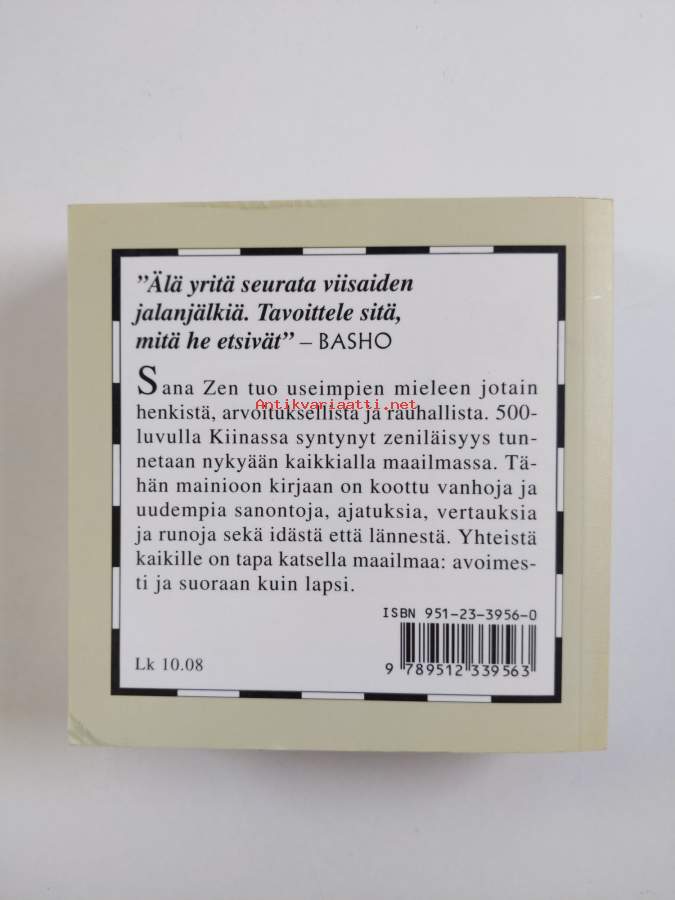 ”Älä yritä seurata viisaiden
jalanjälkiä. Tavoittele sitä,
mitä he etsivät” – BASHO
Sana Zen tuo useimpien mieleen jotain
Antikvariaatti.net
henkistä, arvoituksellista ja rauhallista. 500-
luvulla Kiinassa syntynyt zeniläisyys tun-
netaan nykyään kaikkialla maailmassa. Tä-
hän mainioon kirjaan on koottu vanhoja ja
uudempia sanontoja, ajatuksia, vertauksia
ja runoja sekä idästä että lännestä. Yhteistä
kaikille on tapa katsella maailmaa: avoimes-
ti ja suoraan kuin lapsi.
ISBN 951-23-3956-0
9 789512 339563
Lk 10.08